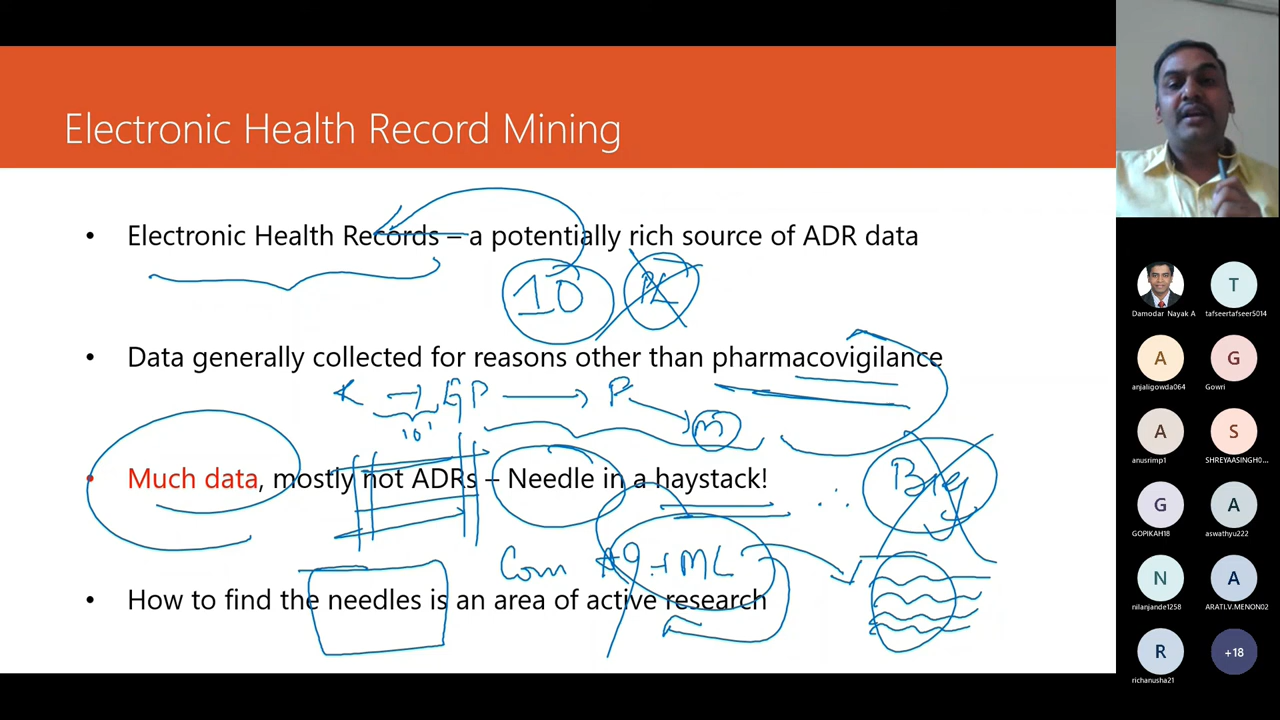 Electronic Health Record Mining
• Electronic Health Records – a potentially rich source of ADR data
10
• Data generally collected for reasons other than pharmacovigilance
GP
P
m
• Much data, mostly not ADRs – Needle in a haystack!
Big
Com Ag + ML
• How to find the needles is an area of active research
Damodar Nayak A
T
tafseertafseer5014
A
anjaligowda064
G
Gowri
A
anusrimp1
S
SHREYAASINGH0...
G
GOPIKAH18
A
aswathyu222
N
nilanjande1258
A
ARATI.V.MENON02
R
richanusha21
+18